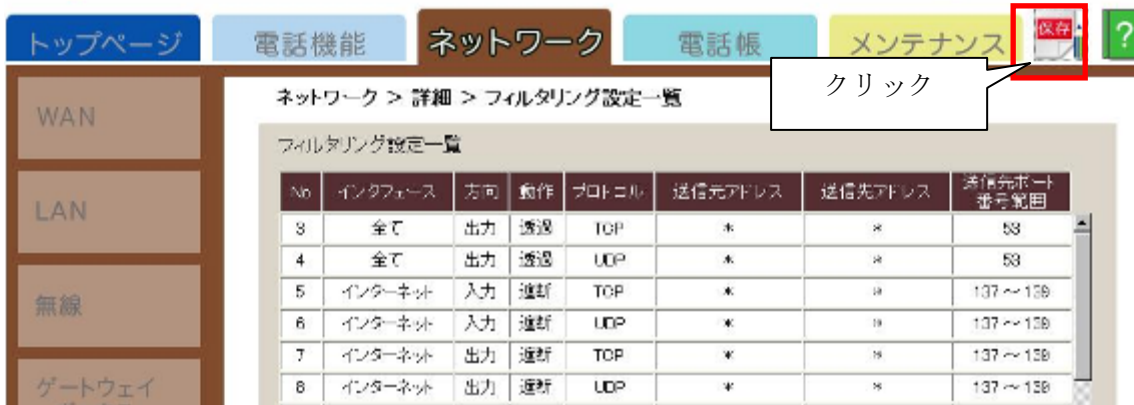 トップページ 電話機能 ネットワーク 電話帳 メンテナンス 保存 ?
クリック
ネットワーク > 詳細 > フィルタリング設定一覧
WAN
LAN
無線
ゲートウェイ
フィルタリング設定一覧
No インタフェース 方向 動作 プロトコル 送信元アドレス 送信先アドレス 送信先ポート番号範囲
3 全て 出力 透過 TCP * * 53
4 全て 出力 透過 UDP * * 53
5 インターネット 入力 遮断 TCP * * 137～139
6 インターネット 入力 遮断 UDP * * 137～139
7 インターネット 出力 遮断 TCP * * 137～139
8 インターネット 出力 遮断 UDP * * 137～139